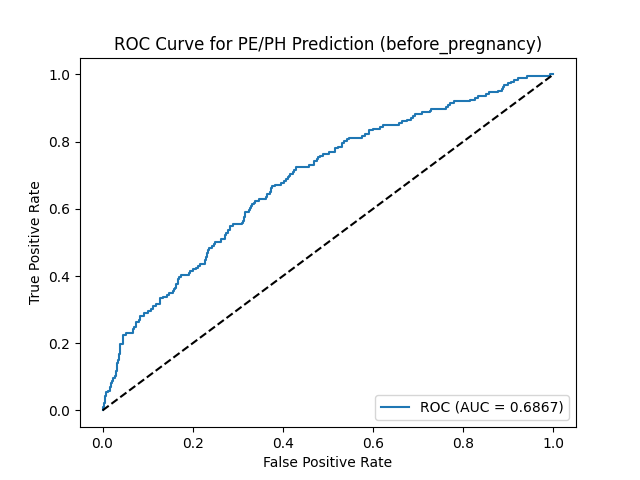 ROC Curve for PE/PH Prediction (before_pregnancy)
True Positive Rate
1.0
0.8
0.6
0.4
0.2
0.0
ROC (AUC = 0.6867)
0.0 0.2 0.4 0.6 0.8 1.0
False Positive Rate